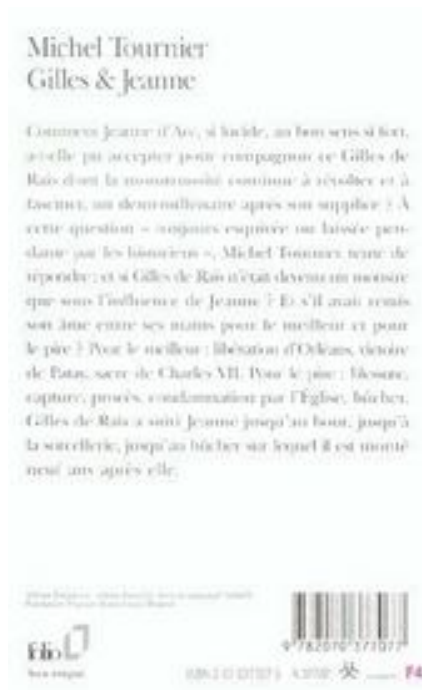 Michel Tournier
Gilles & Jeanne
Comment Jeanne d'Arc, si lucide, au bon sens si fort,
a-t-elle pu accepter pour compagnon ce Gilles de
Rais dont la monstruosité continue à révolter et à
fasciner, un demi-millénaire après son supplice ? À
cette question « toujours esquivée ou laissée pen-
dante par les historiens », Michel Tournier tente de
répondre : et si Gilles de Rais n'était devenu un monstre
que sous l'influence de Jeanne ? Et s'il avait remis
son âme entre ses mains pour le meilleur et pour
le pire ? Pour le meilleur : libération d'Orléans, victoire
de Patay, sacre de Charles VII. Pour le pire : blessure,
capture, procès, condamnation par l'Église, bûcher.
Gilles de Rais a suivi Jeanne jusqu'au bout, jusqu'à
la sorcellerie, jusqu'au bûcher sur lequel il est monté
neuf ans après elle.
9 782070 377077
folio
Texte intégral
F4